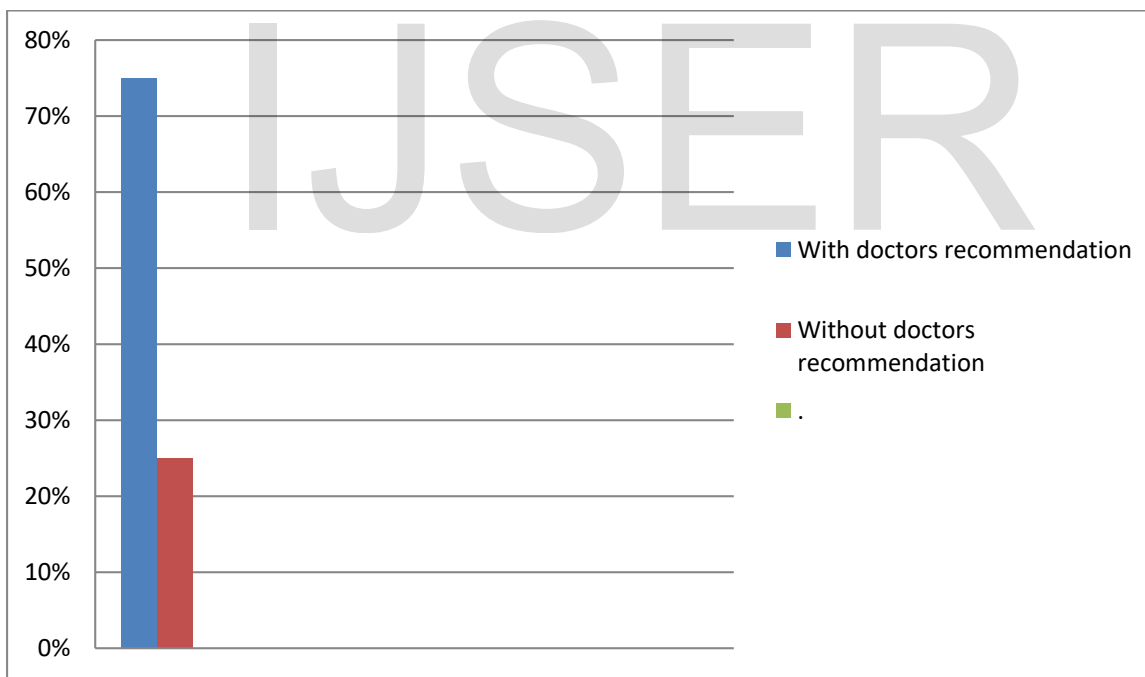 IJSER
80%
70%
60%
50%
40%
30%
20%
10%
0%
With doctors recommendation
Without doctors
recommendation
.